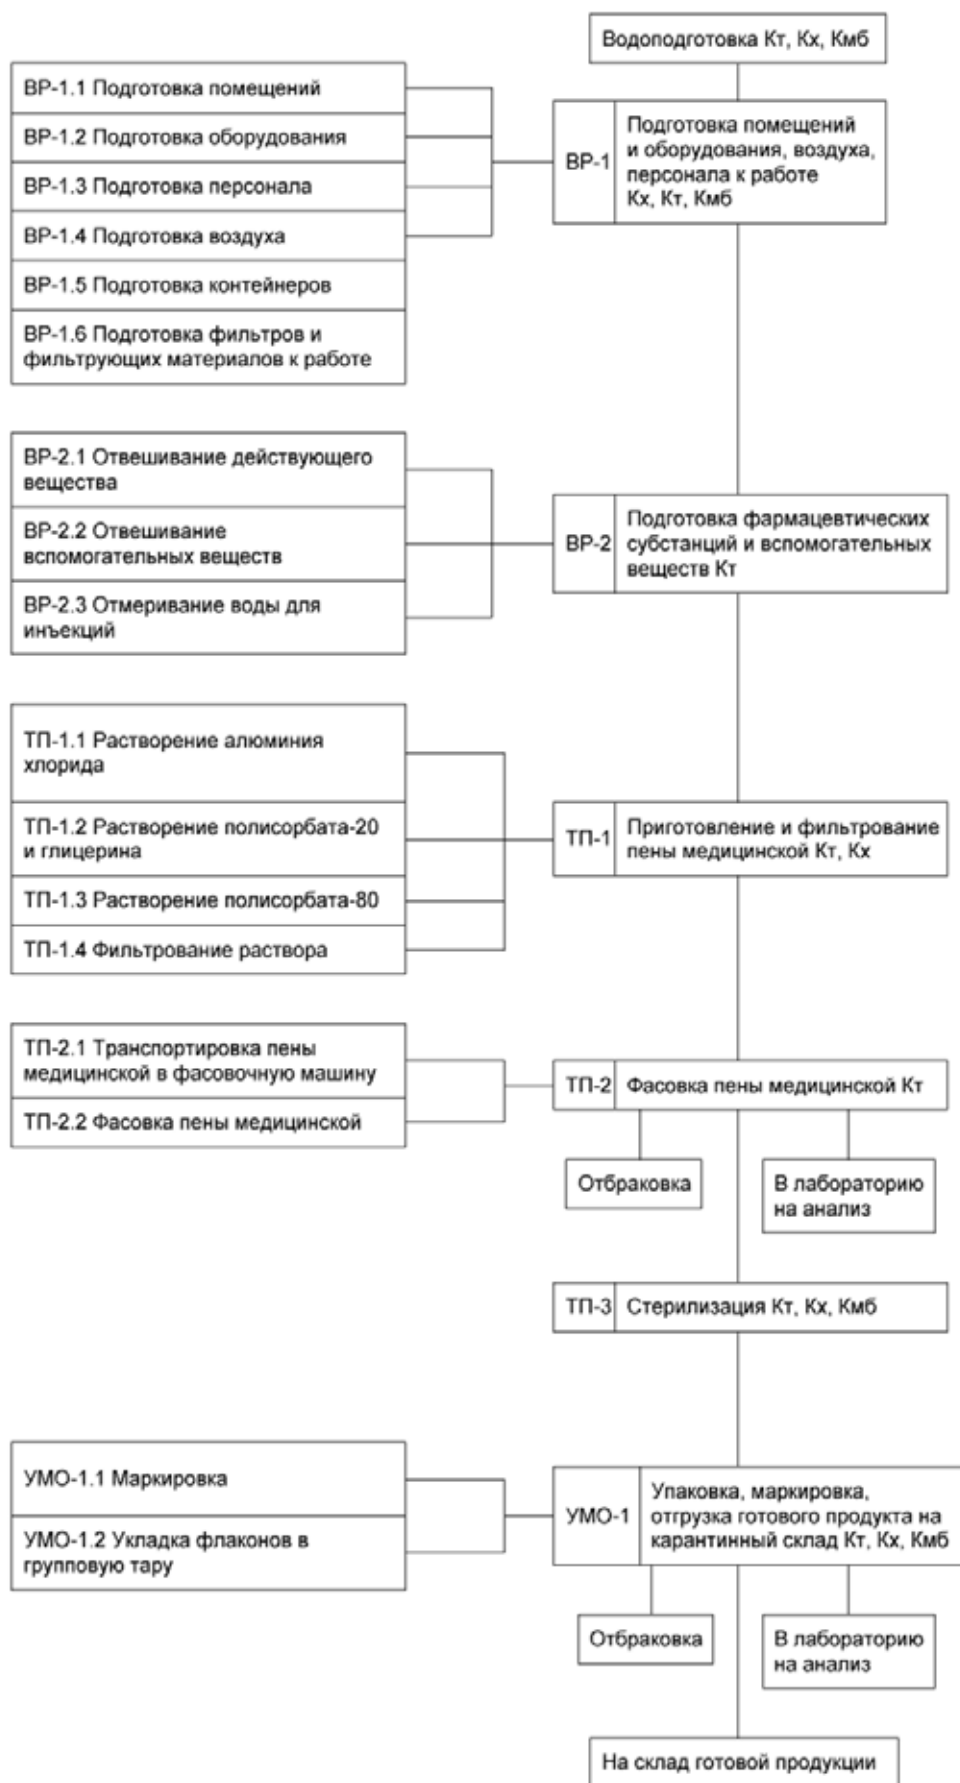 Водоподготовка Кт, Кх, Кмб
ВР-1.1 Подготовка помещений
ВР-1.2 Подготовка оборудования
ВР-1.3 Подготовка персонала
ВР-1.4 Подготовка воздуха
ВР-1.5 Подготовка контейнеров
ВР-1.6 Подготовка фильтров и
фильтрующих материалов к работе
ВР-1
Подготовка помещений
и оборудования, воздуха,
персонала к работе
Кх, Кт, Кмб
ВР-2.1 Отвешивание действующего
вещества
ВР-2.2 Отвешивание
вспомогательных веществ
ВР-2.3 Отмеривание воды для
инъекций
ВР-2
Подготовка фармацевтических
субстанций и вспомогательных
веществ Кт
ТП-1.1 Растворение алюминия
хлорида
ТП-1.2 Растворение полисорбата-20
и глицерина
ТП-1.3 Растворение полисорбата-80
ТП-1.4 Фильтрование раствора
ТП-1
Приготовление и фильтрование
пены медицинской Кт, Кх
ТП-2.1 Транспортировка пены
медицинской в фасовочную машину
ТП-2.2 Фасовка пены медицинской
ТП-2
Фасовка пены медицинской Кт
Отбраковка
В лабораторию
на анализ
ТП-3
Стерилизация Кт, Кх, Кмб
УМО-1.1 Маркировка
УМО-1.2 Укладка флаконов в
групповую тару
УМО-1
Упаковка, маркировка,
отгрузка готового продукта на
карантинный склад Кт, Кх, Кмб
Отбраковка
В лабораторию
на анализ
На склад готовой продукции